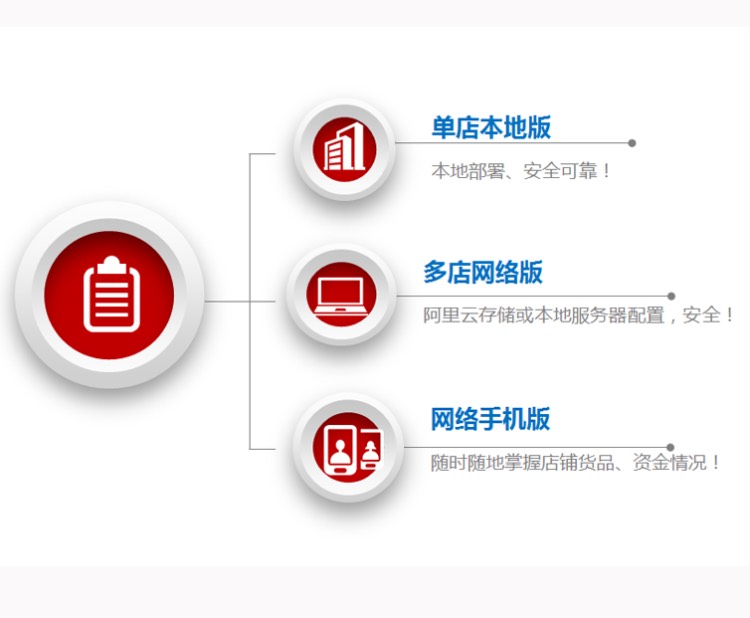 单店本地版
本地部署、安全可靠！
多店网络版
阿里云存储或本地服务器配置，安全！
网络手机版
随时随地掌握店铺货品、资金情况！